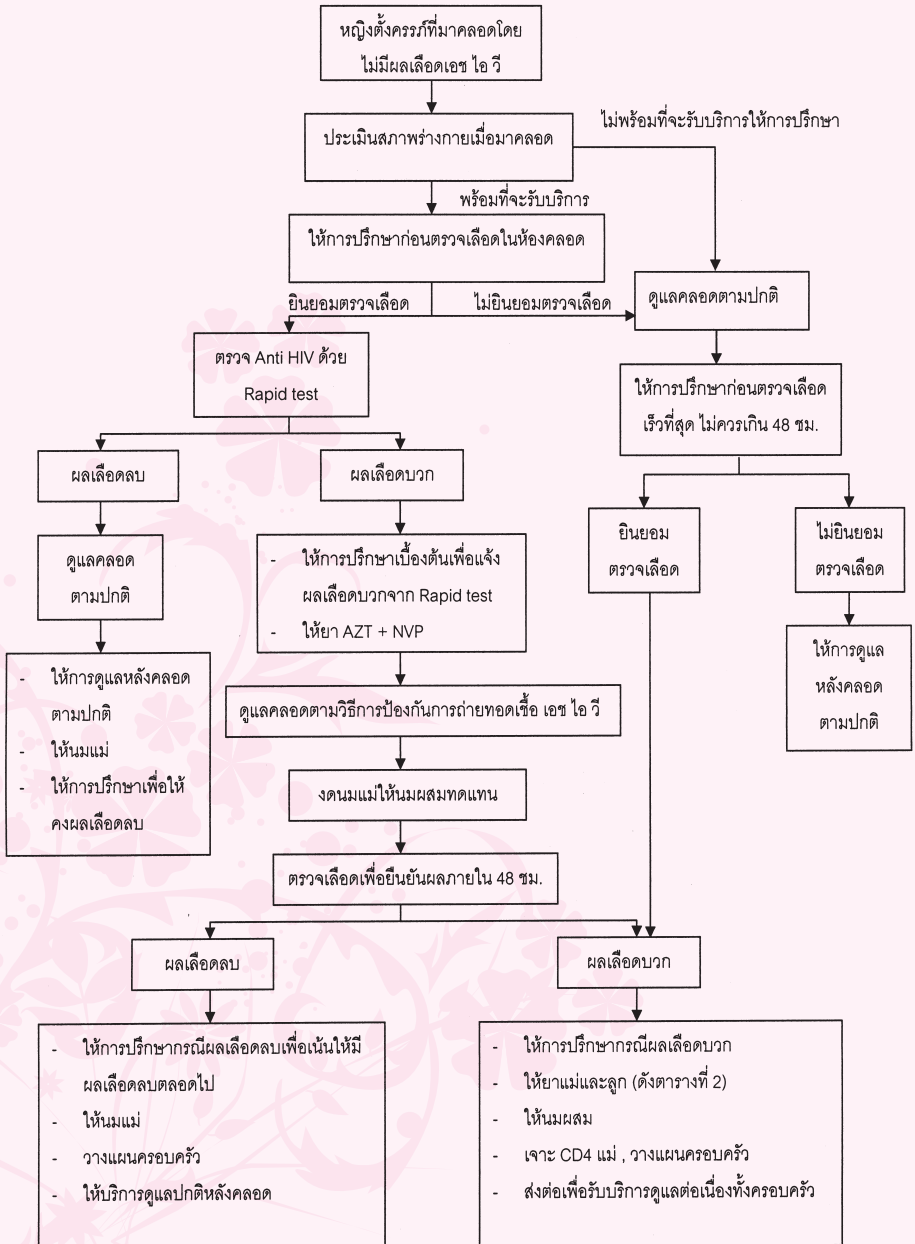 หญิงตั้งครรภ์ที่มาคลอดโดย
ไม่มีผลเลือดเอช ไอ วี
ไม่พร้อมที่จะรับบริการให้การปรึกษา
ประเมินสภาพร่างกายเมื่อมาคลอด
พร้อมที่จะรับบริการ
ให้การปรึกษาก่อนตรวจเลือดในห้องคลอด
ยินยอมตรวจเลือด
ไม่ยินยอมตรวจเลือด
ดูแลคลอดตามปกติ
ตรวจ Anti HIV ด้วย
Rapid test
ให้การปรึกษาก่อนตรวจเลือด
เร็วที่สุด ไม่ควรเกิน 48 ชม.
ผลเลือดลบ
ผลเลือดบวก
ยินยอม
ตรวจเลือด
ไม่ยินยอม
ตรวจเลือด
ดูแลคลอด
ตามปกติ
- ให้การปรึกษาเบื้องต้นเพื่อแจ้ง
ผลเลือดบวกจาก Rapid test
- ให้ยา AZT + NVP
ให้การดูแล
หลังคลอด
ตามปกติ
- ให้การดูแลหลังคลอด
ตามปกติ
- ให้นมแม่
- ให้การปรึกษาเพื่อให้
คงผลเลือดลบ
ดูแลคลอดตามวิธีการป้องกันการถ่ายทอดเชื้อ เอช ไอ วี
งดนมแม่ให้นมผสมทดแทน
ตรวจเลือดเพื่อยืนยันผลภายใน 48 ชม.
ผลเลือดลบ
ผลเลือดบวก
- ให้การปรึกษากรณีผลเลือดลบเพื่อเน้นให้มี
ผลเลือดลบตลอดไป
- ให้นมแม่
- วางแผนครอบครัว
- ให้บริการดูแลปกติหลังคลอด
- ให้การปรึกษากรณีผลเลือดบวก
- ให้ยาแม่และลูก (ดังตารางที่ 2)
- ให้นมผสม
- เจาะ CD4 แม่ , วางแผนครอบครัว
- ส่งต่อเพื่อรับบริการดูแลต่อเนื่องทั้งครอบครัว